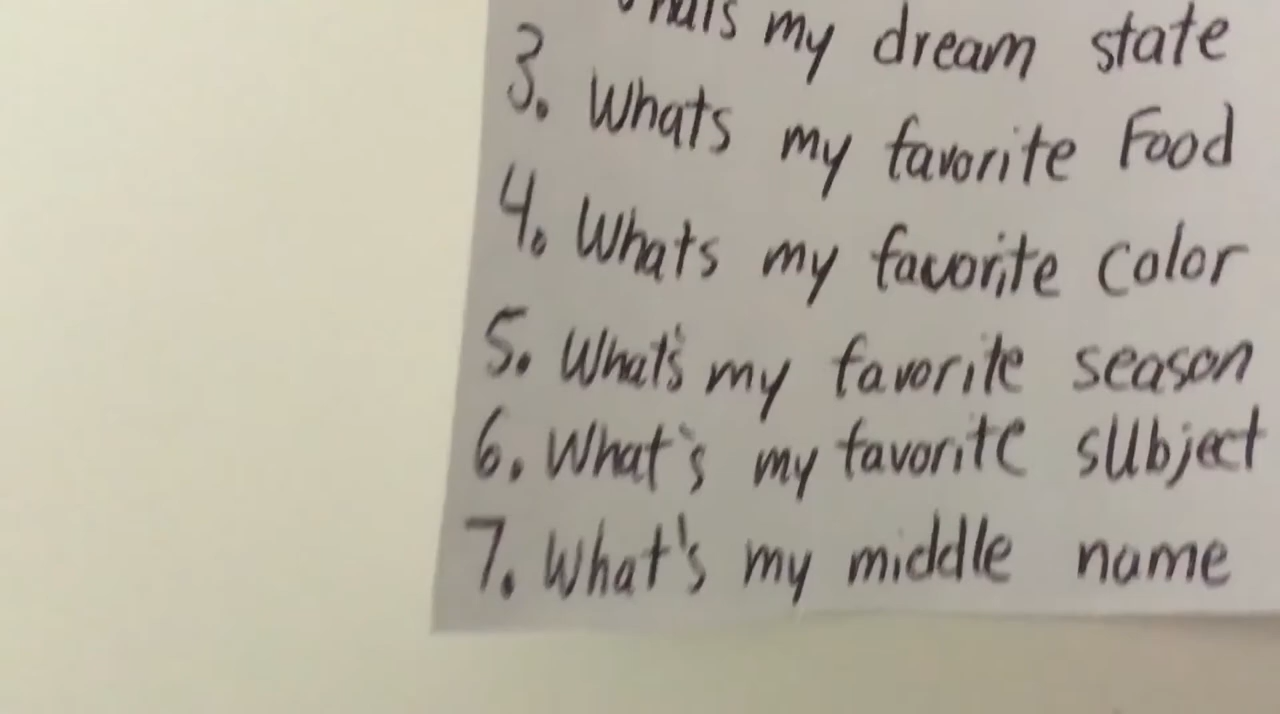 my dream state
3. Whats my favorite Food
4. Whats my favorite color
5. What's my favorite season
6. What's my favorite subject
7. What's my middle name